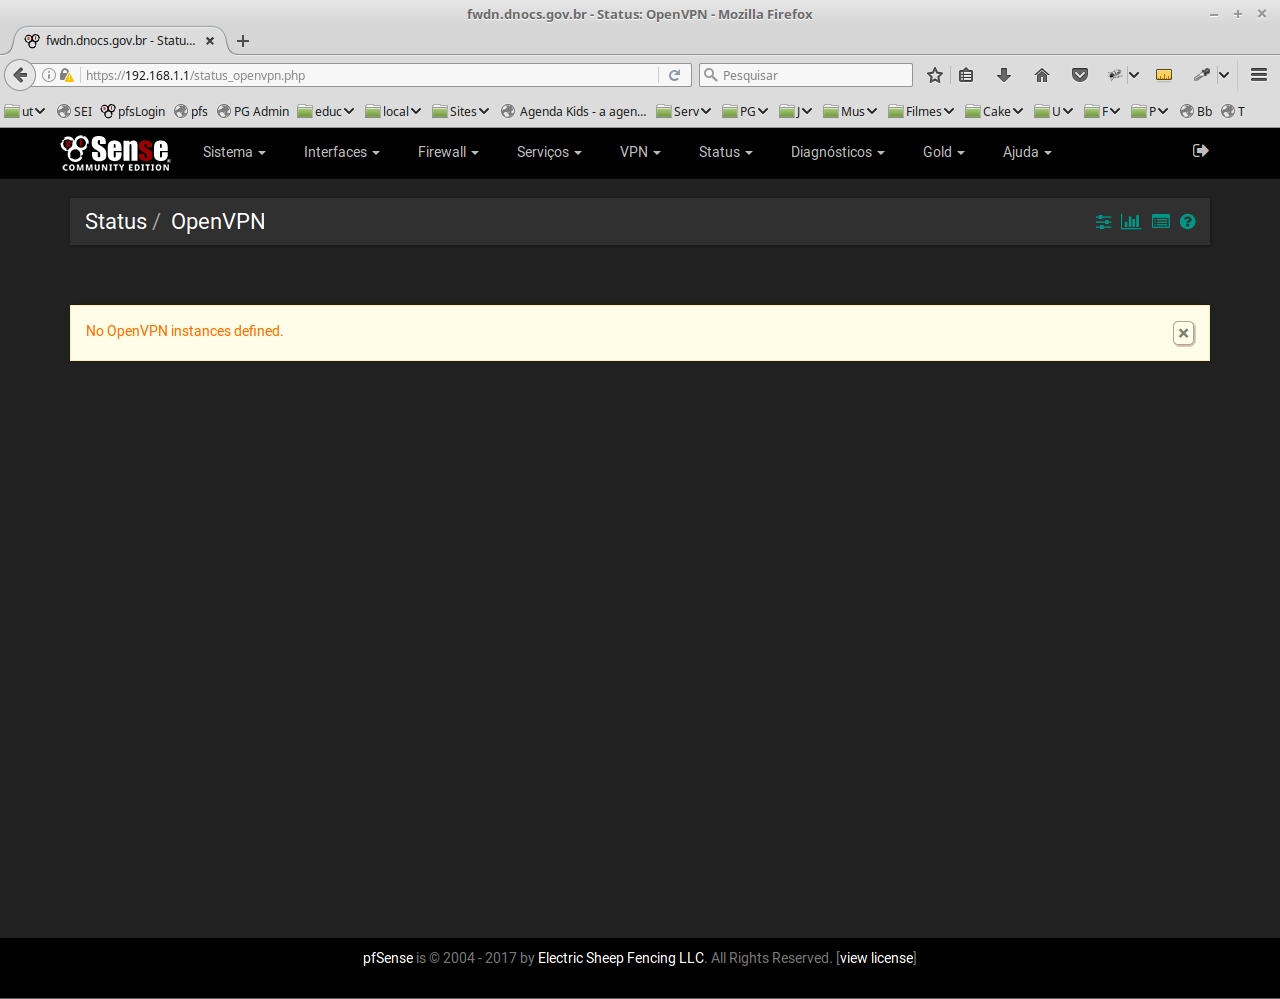 fwdn.dnocs.gov.br - Status: OpenVPN - Mozilla Firefox
fwdn.dnocs.gov.br - Statu...
https://192.168.1.1/status_openvpn.php
Pesquisar
ut SEI pfsLogin pfs PG Admin educ local Sites Agenda Kids - a agen... Serv PG J Mus Filmes Cake U F P Bb T
Sense
COMMUNITY EDITION
Sistema Interfaces Firewall Serviços VPN Status Diagnósticos Gold Ajuda
Status / OpenVPN
No OpenVPN instances defined.
pfSense is © 2004 - 2017 by Electric Sheep Fencing LLC. All Rights Reserved. [view license]